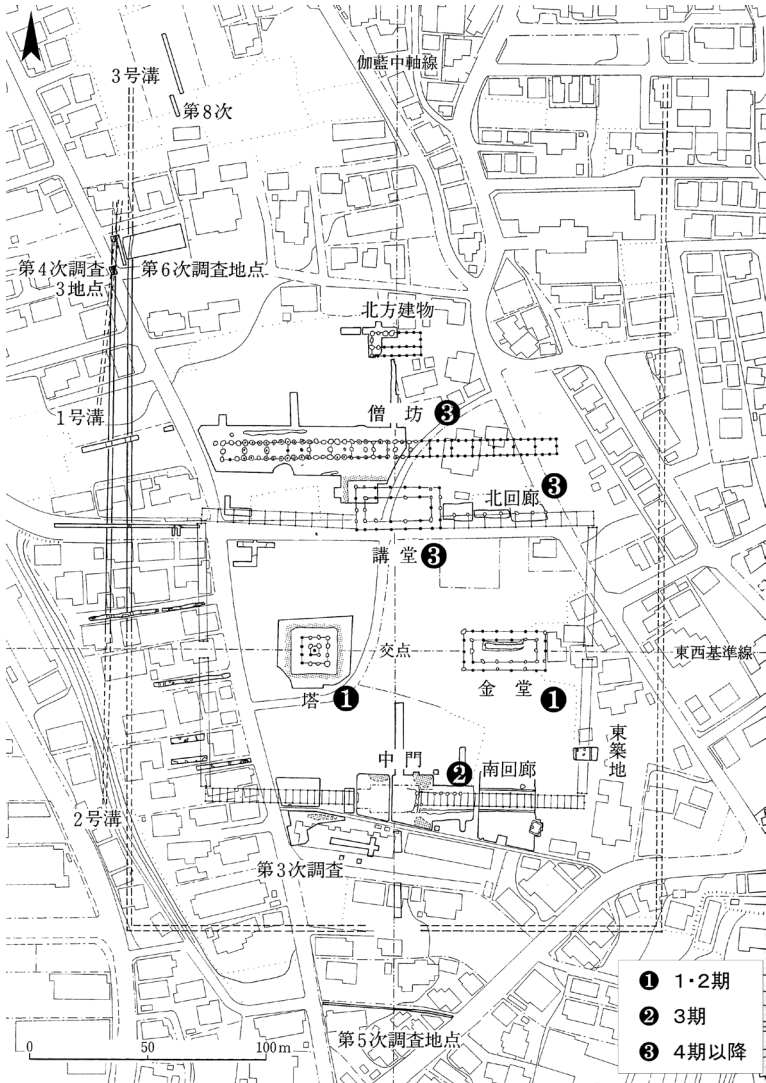 伽藍中軸線
3号溝
第8次
第4次調査
3地点
第6次調査地点
北方建物
1号溝
僧坊 ❸
北回廊 ❸
講堂 ❸
交点
東西基準線
塔 ❶
金堂 ❶
東築地
中門
❷ 南回廊
2号溝
第3次調査
第5次調査地点
0 50 100m
❶ 1・2期
❷ 3期
❸ 4期以降